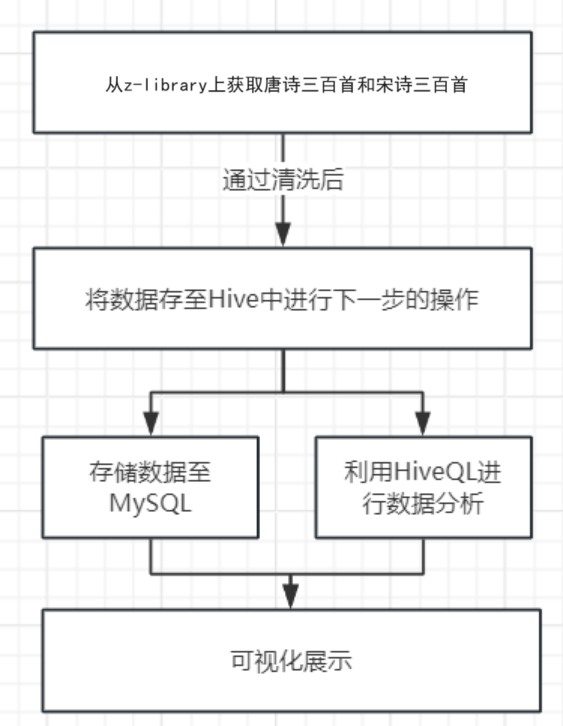 从z-library上获取唐诗三百首和宋诗三百首
通过清洗后
将数据存至Hive中进行下一步的操作
存储数据至
MySQL
利用HiveQL进
行数据分析
可视化展示